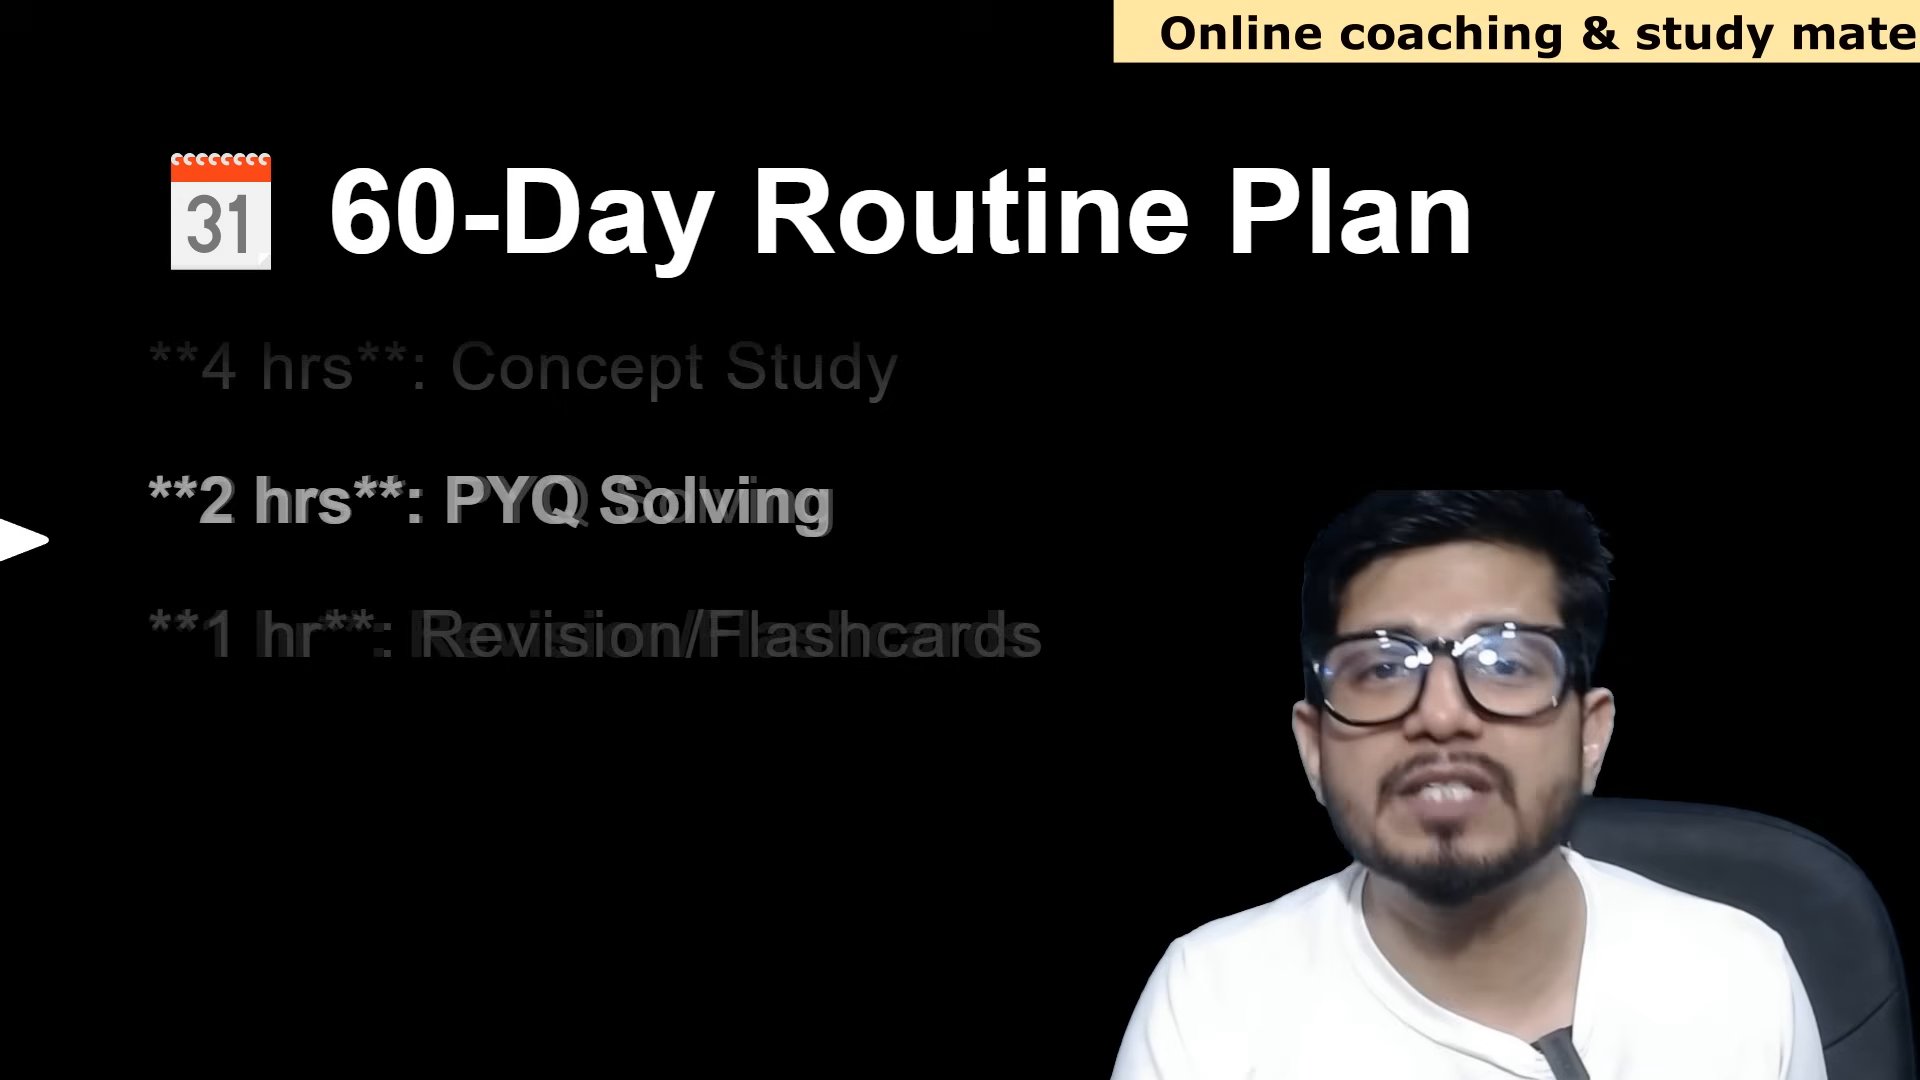 Online coaching & study mate
31
60-Day Routine Plan
**4 hrs**: Concept Study
**2 hrs**: PYQ Solving
**1 hr**: Revision/Flashcards